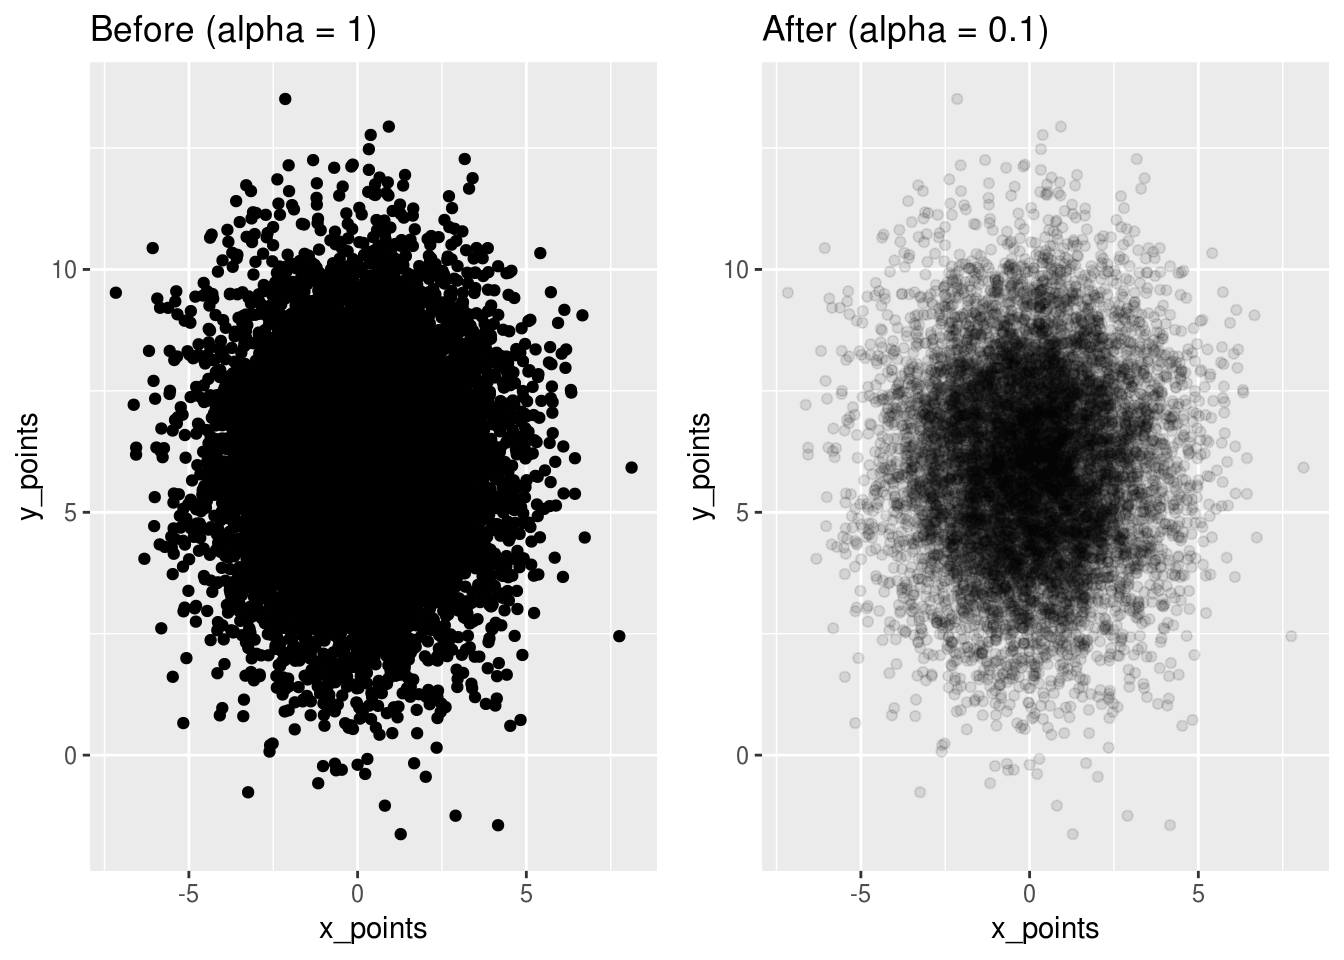 Before (alpha = 1)
10
5
0
-5
0
5
x_points
y_points
After (alpha = 0.1)
10
5
0
-5
0
5
x_points
y_points